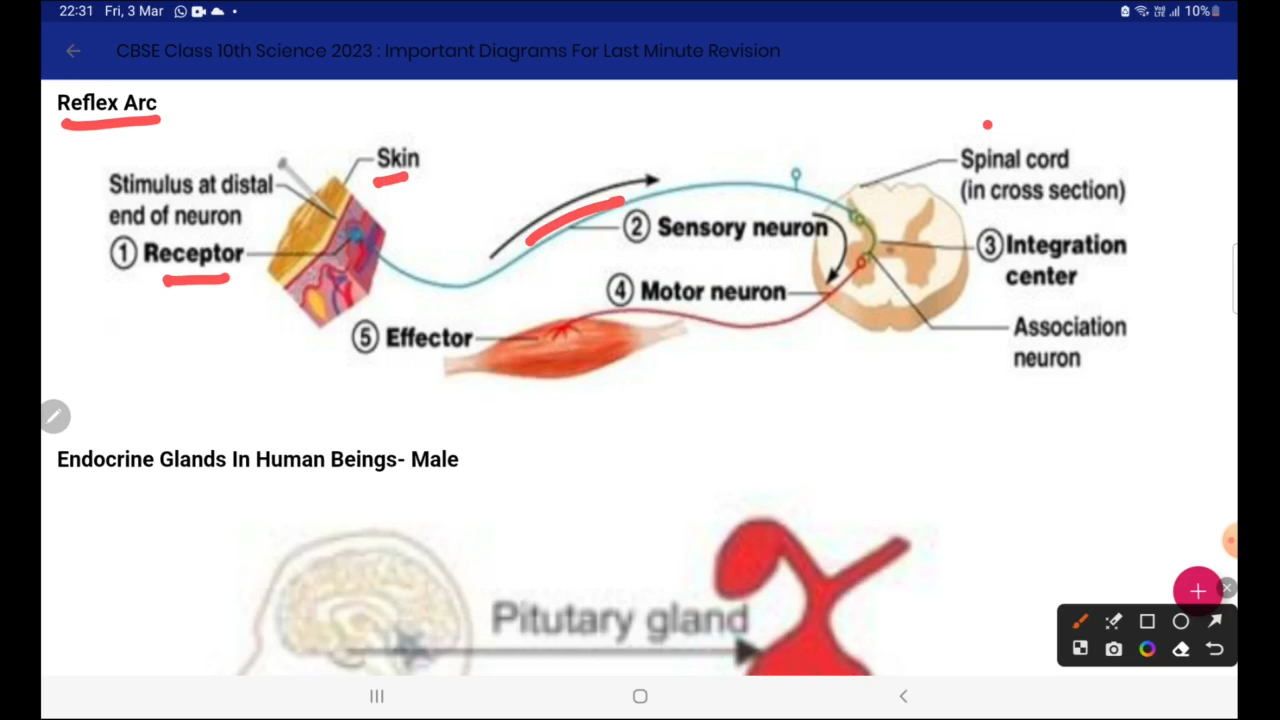 22:31 Fri, 3 Mar
10%
CBSE Class 10th Science 2023 : Important Diagrams For Last Minute Revision
Reflex Arc
Skin
Stimulus at distal
end of neuron
① Receptor
② Sensory neuron
Spinal cord
(in cross section)
③ Integration
center
④ Motor neuron
⑤ Effector
Association
neuron
Endocrine Glands In Human Beings- Male
Pitutary gland